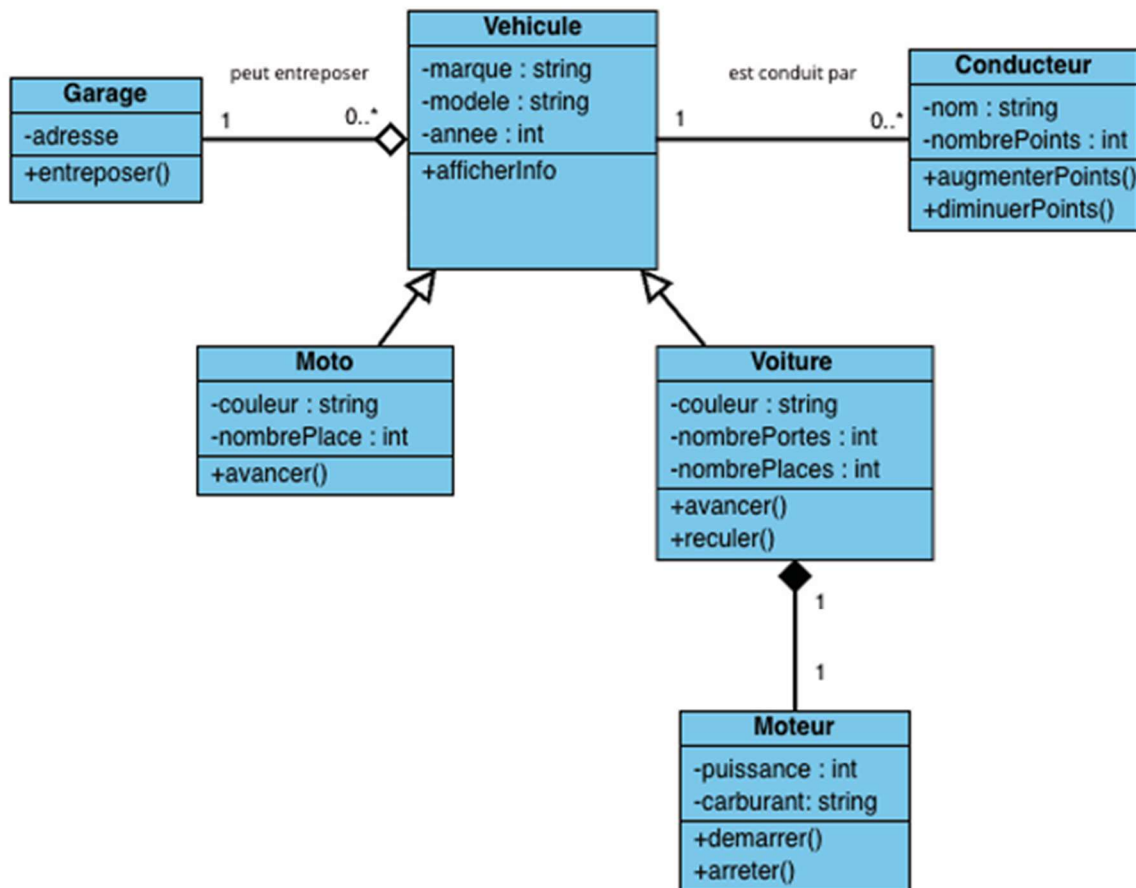 Vehicule
-marque : string
-modele : string
-annee : int
+afficherInfo
peut entreposer
1
0..*
Garage
-adresse
+entreposer()
est conduit par
1
0..*
Conducteur
-nom : string
-nombrePoints : int
+augmenterPoints()
+diminuerPoints()
Moto
-couleur : string
-nombrePlace : int
+avancer()
Voiture
-couleur : string
-nombrePortes : int
-nombrePlaces : int
+avancer()
+reculer()
1
1
Moteur
-puissance : int
-carburant: string
+demarrer()
+arreter()